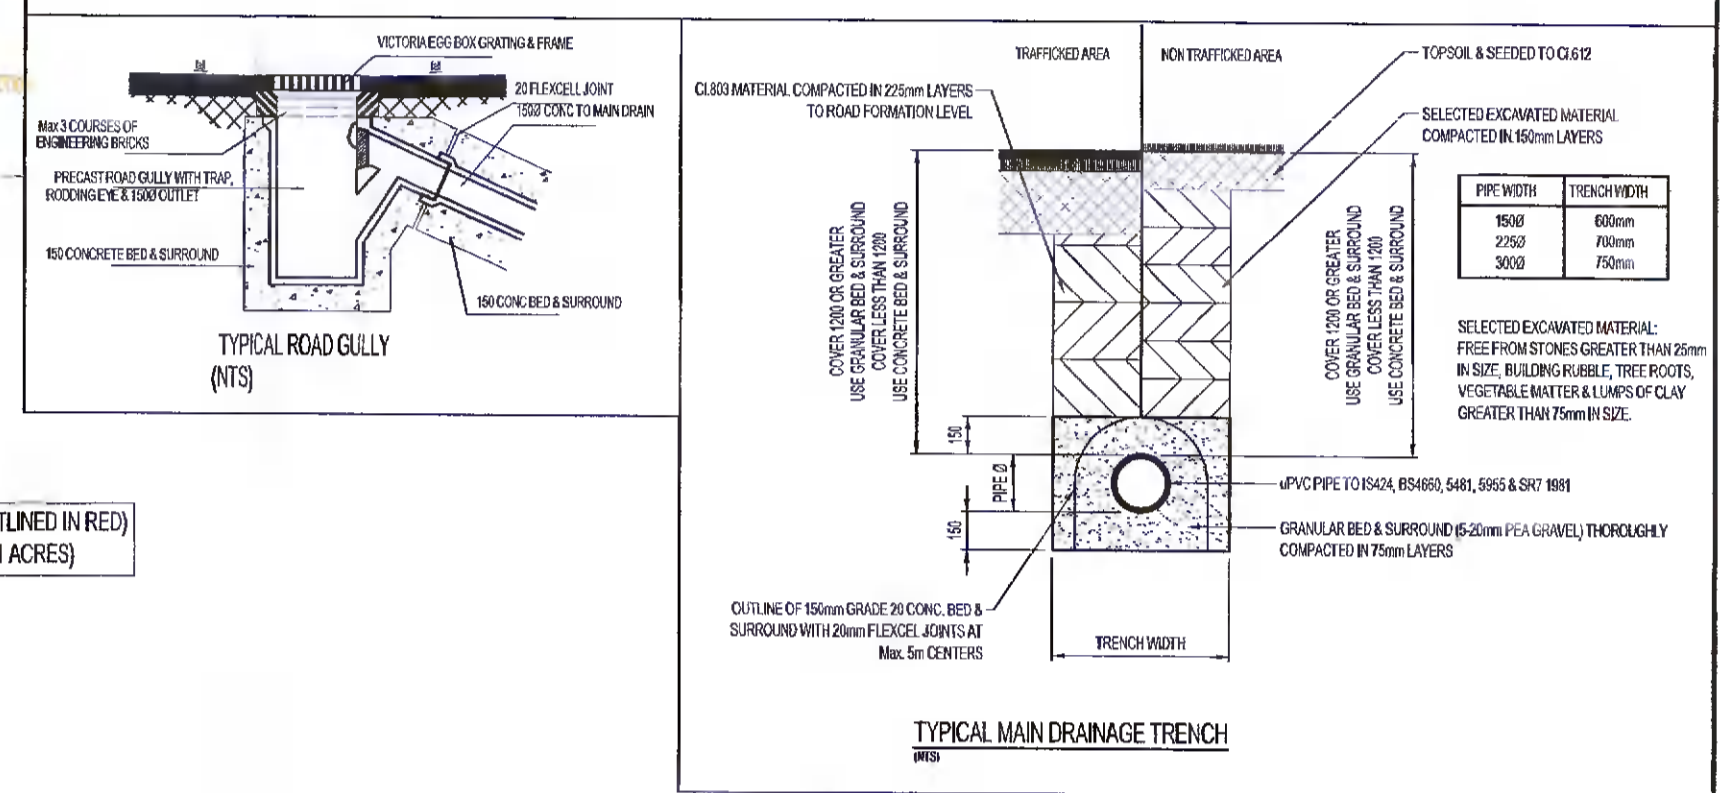 VICTORIA EGG BOX GRATING & FRAME
20 FLEXCELL JOINT
150Ø CONC TO MAIN DRAIN
Max 3 COURSES OF
ENGINEERING BRICKS
PRECAST ROAD GULLY WITH TRAP,
RODDING EYE & 150Ø OUTLET
150 CONCRETE BED & SURROUND
150 CONC BED & SURROUND
TYPICAL ROAD GULLY
(NTS)
TLINED IN RED)
ACRES)
TRAFFICKED AREA
NON TRAFFICKED AREA
TOPSOIL & SEEDED TO Cl.612
Cl.803 MATERIAL COMPACTED IN 225mm LAYERS
TO ROAD FORMATION LEVEL
SELECTED EXCAVATED MATERIAL
COMPACTED IN 150mm LAYERS
PIPE WIDTH TRENCH WIDTH
150Ø 600mm
225Ø 700mm
300Ø 750mm
COVER 1200 OR GREATER
USE GRANULAR BED & SURROUND
COVER LESS THAN 1200
USE CONCRETE BED & SURROUND
COVER 1200 OR GREATER
USE GRANULAR BED & SURROUND
COVER LESS THAN 1200
USE CONCRETE BED & SURROUND
SELECTED EXCAVATED MATERIAL:
FREE FROM STONES GREATER THAN 25mm
IN SIZE, BUILDING RUBBLE, TREE ROOTS,
VEGETABLE MATTER & LUMPS OF CLAY
GREATER THAN 75mm IN SIZE.
150
PIPE Ø
150
uPVC PIPE TO IS424, BS4660, 5481, 5955 & SR7 1981
GRANULAR BED & SURROUND (5-20mm PEA GRAVEL) THOROUGHLY
COMPACTED IN 75mm LAYERS
OUTLINE OF 150mm GRADE 20 CONC. BED &
SURROUND WITH 20mm FLEXCEL JOINTS AT
Max. 5m CENTERS
TRENCH WIDTH
TYPICAL MAIN DRAINAGE TRENCH
(NTS)